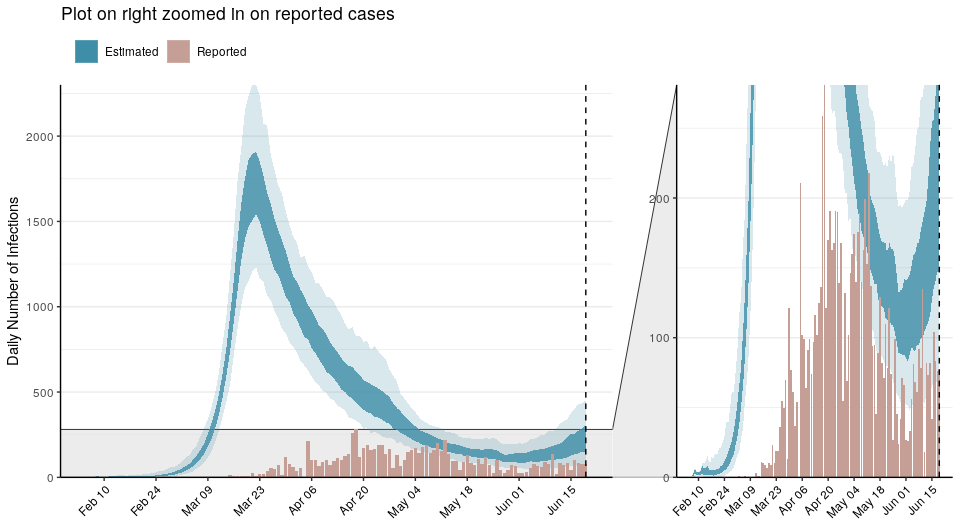 Plot on right zoomed in on reported cases
Estimated Reported
Daily Number of Infections
2000
1500
1000
500
0
Feb 10 Feb 24 Mar 09 Mar 23 Apr 06 Apr 20 May 04 May 18 Jun 01 Jun 15
200
100
0
Feb 10 Feb 24 Mar 09 Mar 23 Apr 06 Apr 20 May 04 May 18 Jun 01 Jun 15